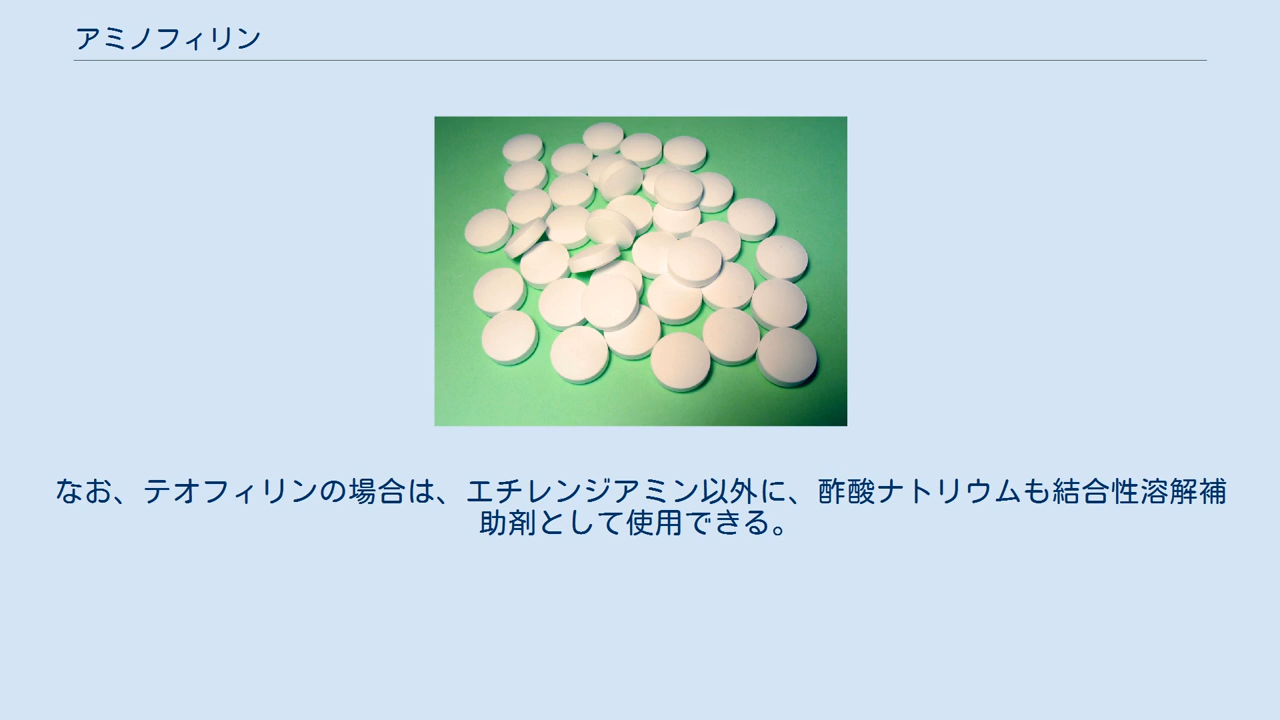 アミノフィリン
なお、テオフィリンの場合は、エチレンジアミン以外に、酢酸ナトリウムも結合性溶解補
助剤として使用できる。